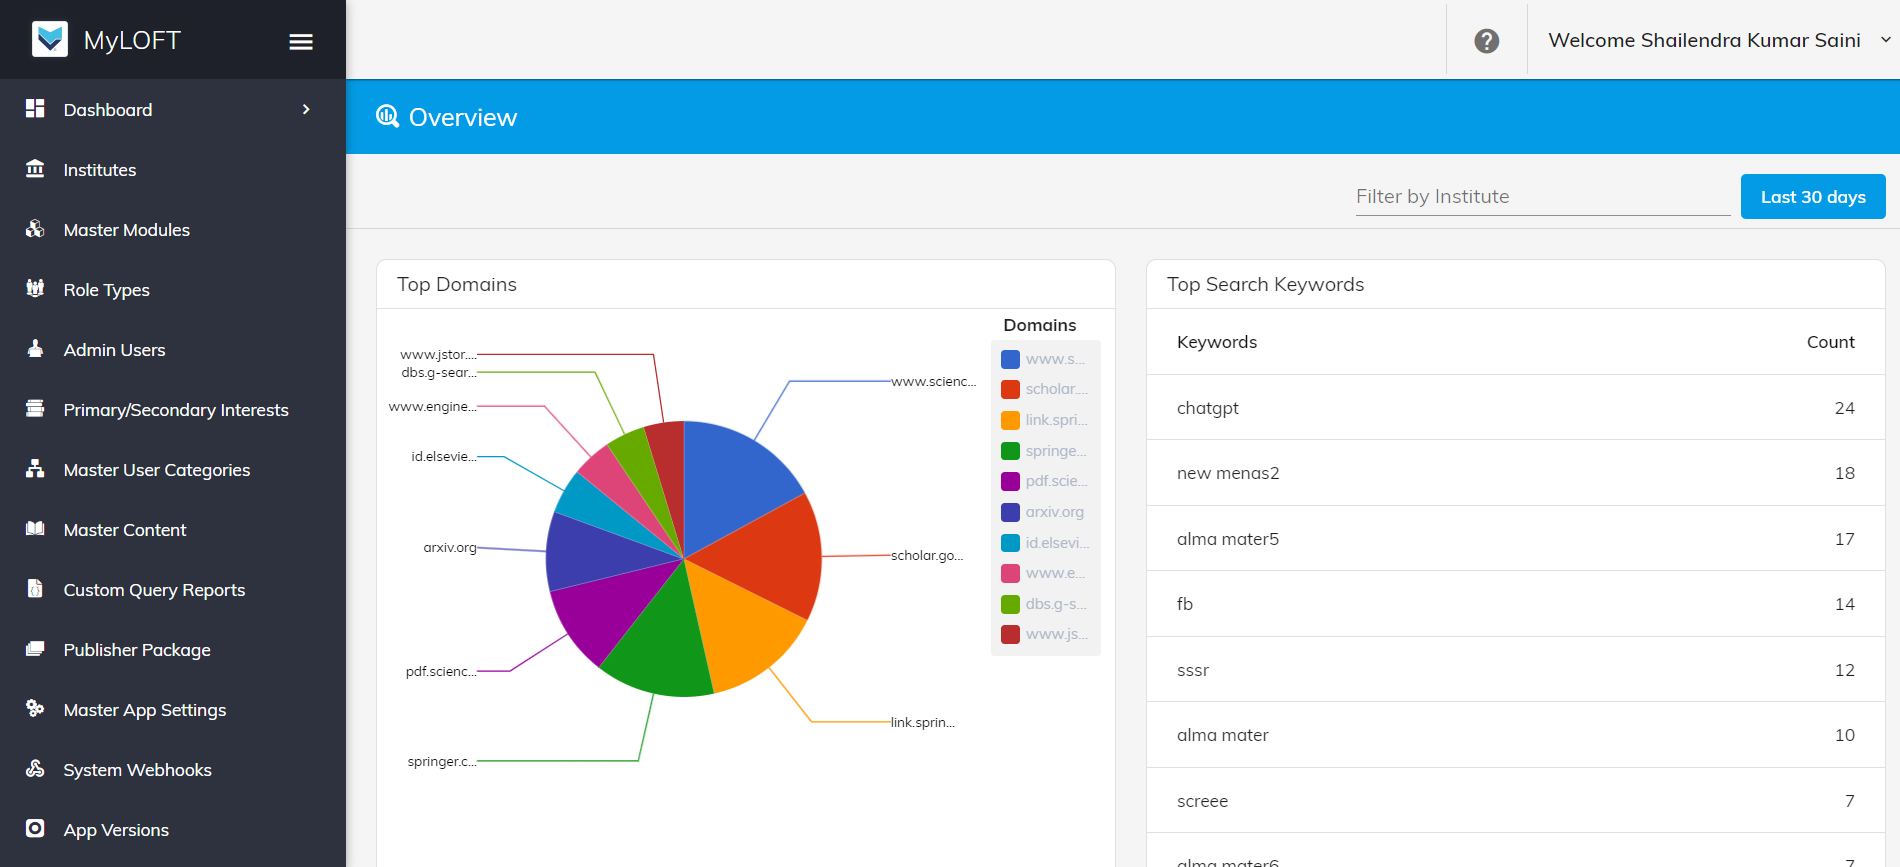 MyLOFT
Welcome Shailendra Kumar Saini
Dashboard
Institutes
Master Modules
Role Types
Admin Users
Primary/Secondary Interests
Master User Categories
Master Content
Custom Query Reports
Publisher Package
Master App Settings
System Webhooks
App Versions
Overview
Filter by Institute
Last 30 days
Top Domains
www.jstor....
dbs.g-sear...
www.engine...
id.elsevie...
arxiv.org
pdf.scienc...
springer.c...
www.scienc...
scholar.go...
link.sprin...
Domains
www.s...
scholar....
link.spri...
springe...
pdf.scie...
arxiv.org
id.elsevi...
www.e...
dbs.g-s...
www.js...
Top Search Keywords
Keywords Count
chatgpt 24
new menas2 18
alma mater5 17
fb 14
sssr 12
alma mater 10
screee 7
alma mater6 7